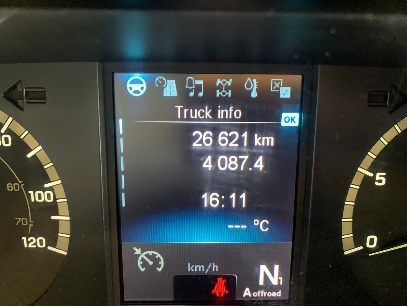 Truck info
OK
26 621 km
4 087.4
16:11
--- °C
km/h
N1
A offroad
60
100
70
120
5
0